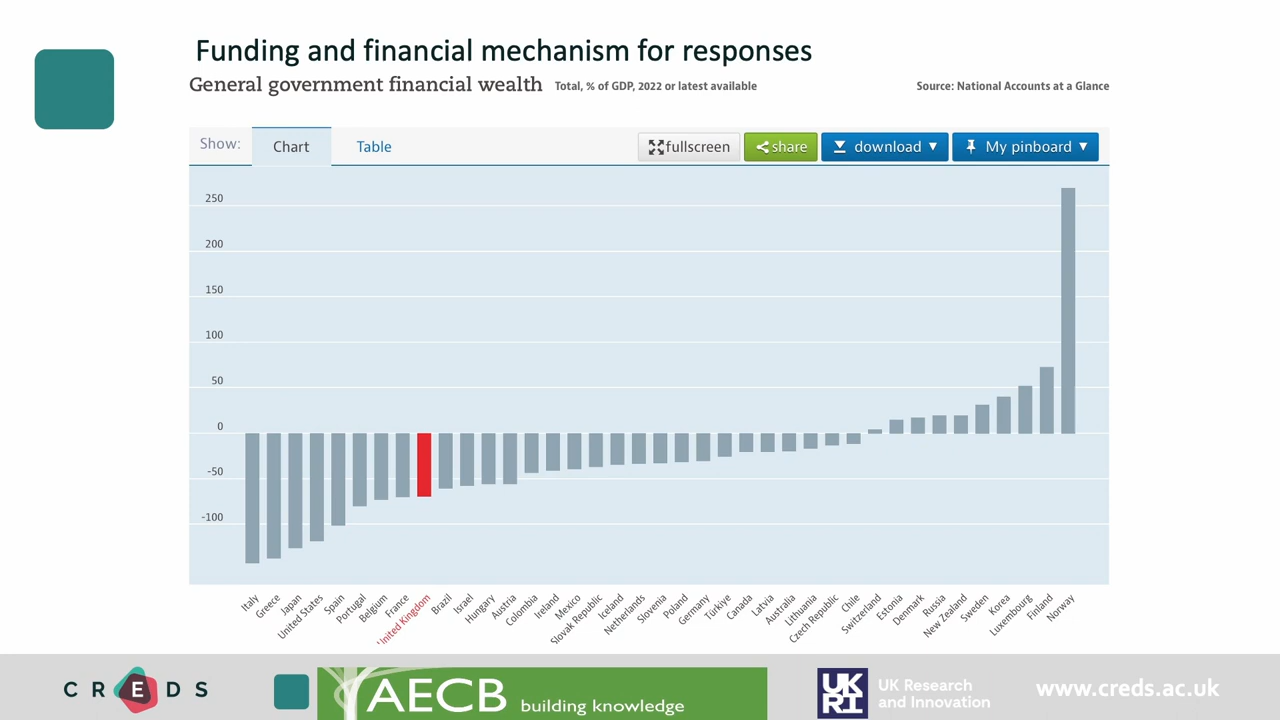 Funding and financial mechanism for responses
General government financial wealth Total, % of GDP, 2022 or latest available Source: National Accounts at a Glance
Show: Chart Table fullscreen share download My pinboard
250
200
150
100
50
0
-50
-100
Italy
Greece
Japan
United States
Spain
Portugal
Belgium
France
United Kingdom
Brazil
Israel
Hungary
Austria
Colombia
Ireland
Mexico
Slovak Republic
Iceland
Netherlands
Slovenia
Poland
Germany
Türkiye
Canada
Latvia
Australia
Lithuania
Czech Republic
Chile
Switzerland
Estonia
Denmark
Russia
New Zealand
Sweden
Korea
Luxembourg
Finland
Norway
CREDS
AECB building knowledge
UK
RI
UK Research
and Innovation
www.creds.ac.uk